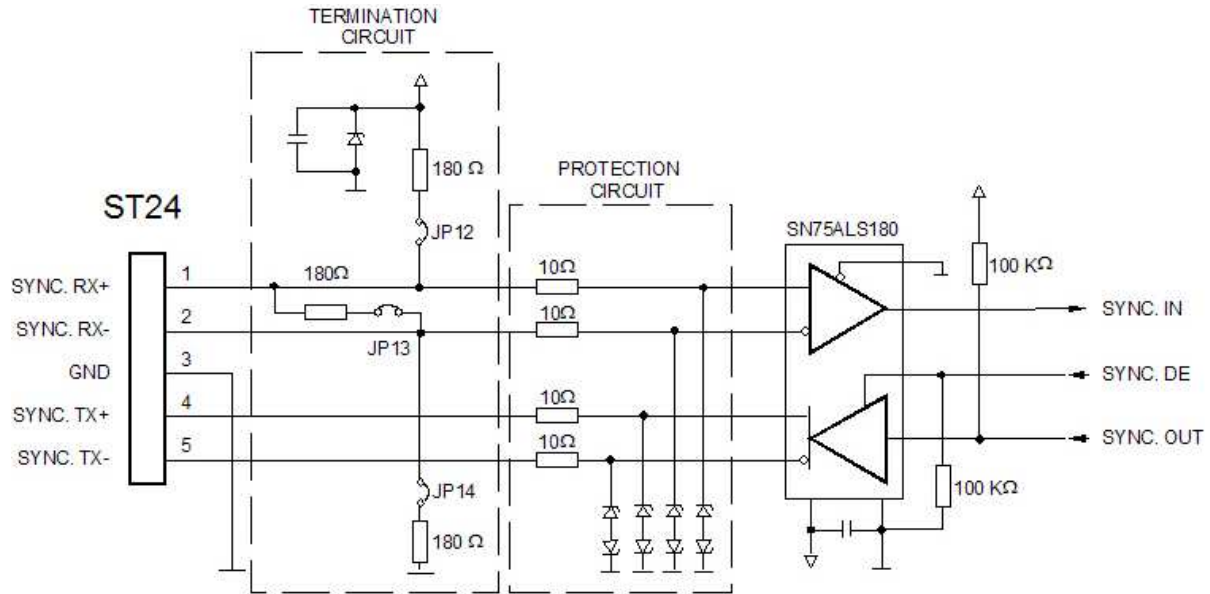 TERMINATION
CIRCUIT
180 Ω
PROTECTION
CIRCUIT
ST24
JP12
SN75ALS180
100 KΩ
SYNC. RX+
1
180Ω
10Ω
SYNC. IN
SYNC. RX-
2
10Ω
JP13
GND
3
SYNC. DE
SYNC. TX+
4
10Ω
SYNC. OUT
SYNC. TX-
5
10Ω
JP14
100 KΩ
180 Ω